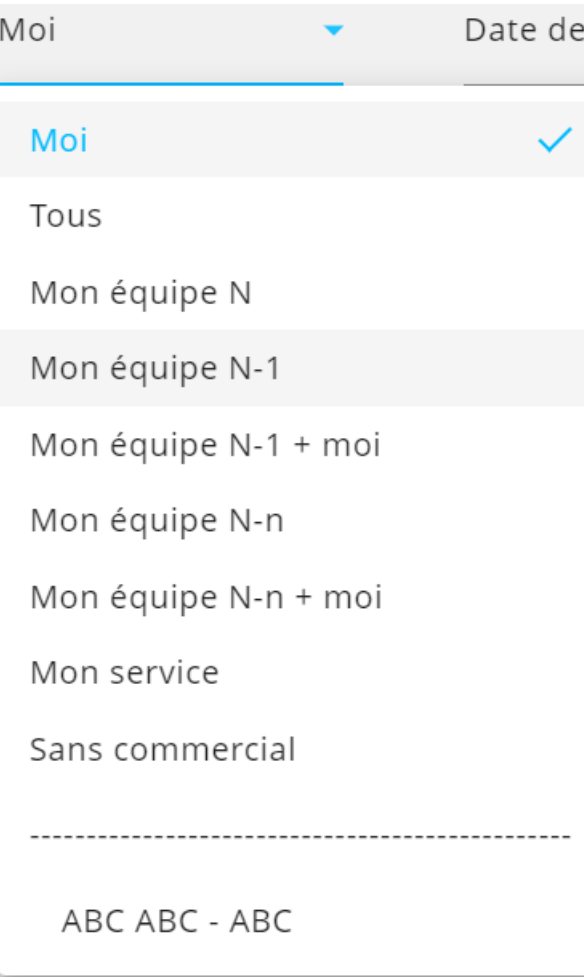 Moi
Date de
Moi
Tous
Mon équipe N
Mon équipe N-1
Mon équipe N-1 + moi
Mon équipe N-n
Mon équipe N-n + moi
Mon service
Sans commercial
------------------------------------------------
ABC ABC - ABC